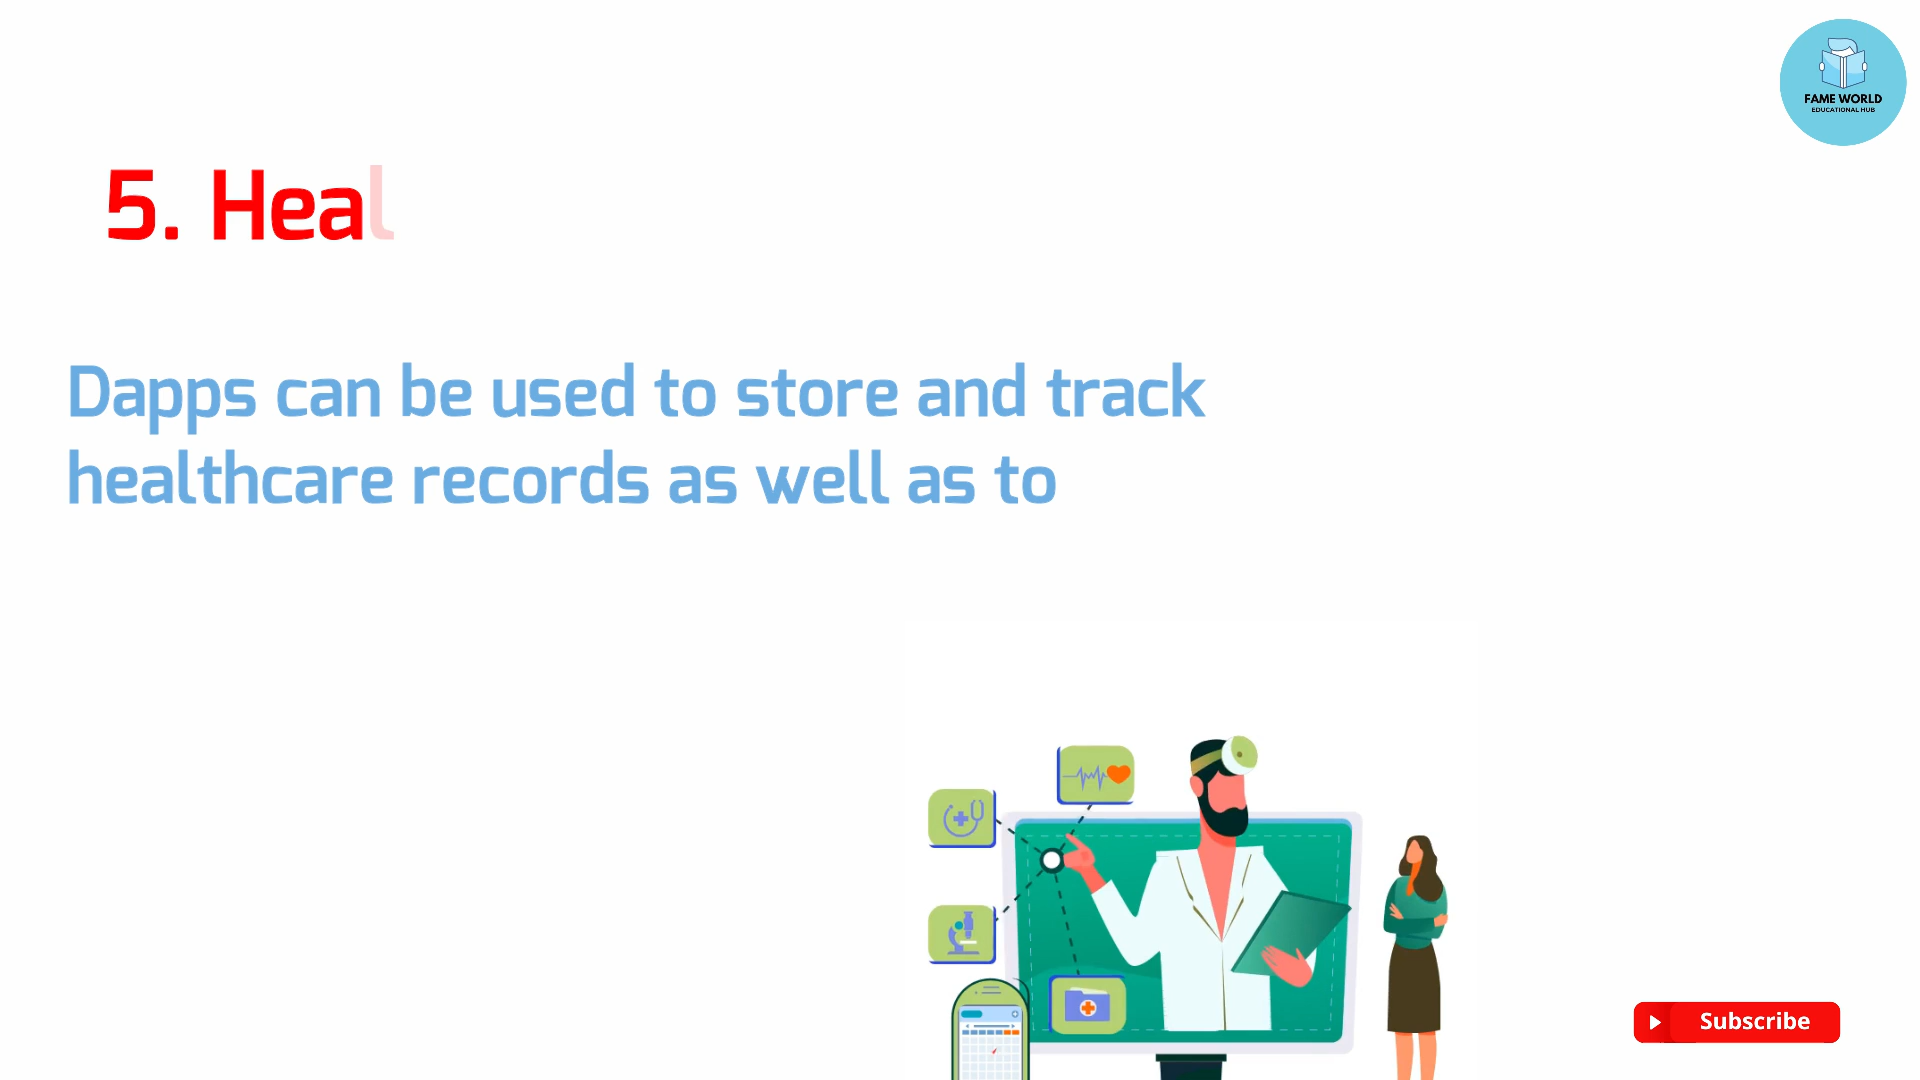 FAME WORLD
EDUCATIONAL HUB
5. Heal
Dapps can be used to store and track
healthcare records as well as to
Subscribe